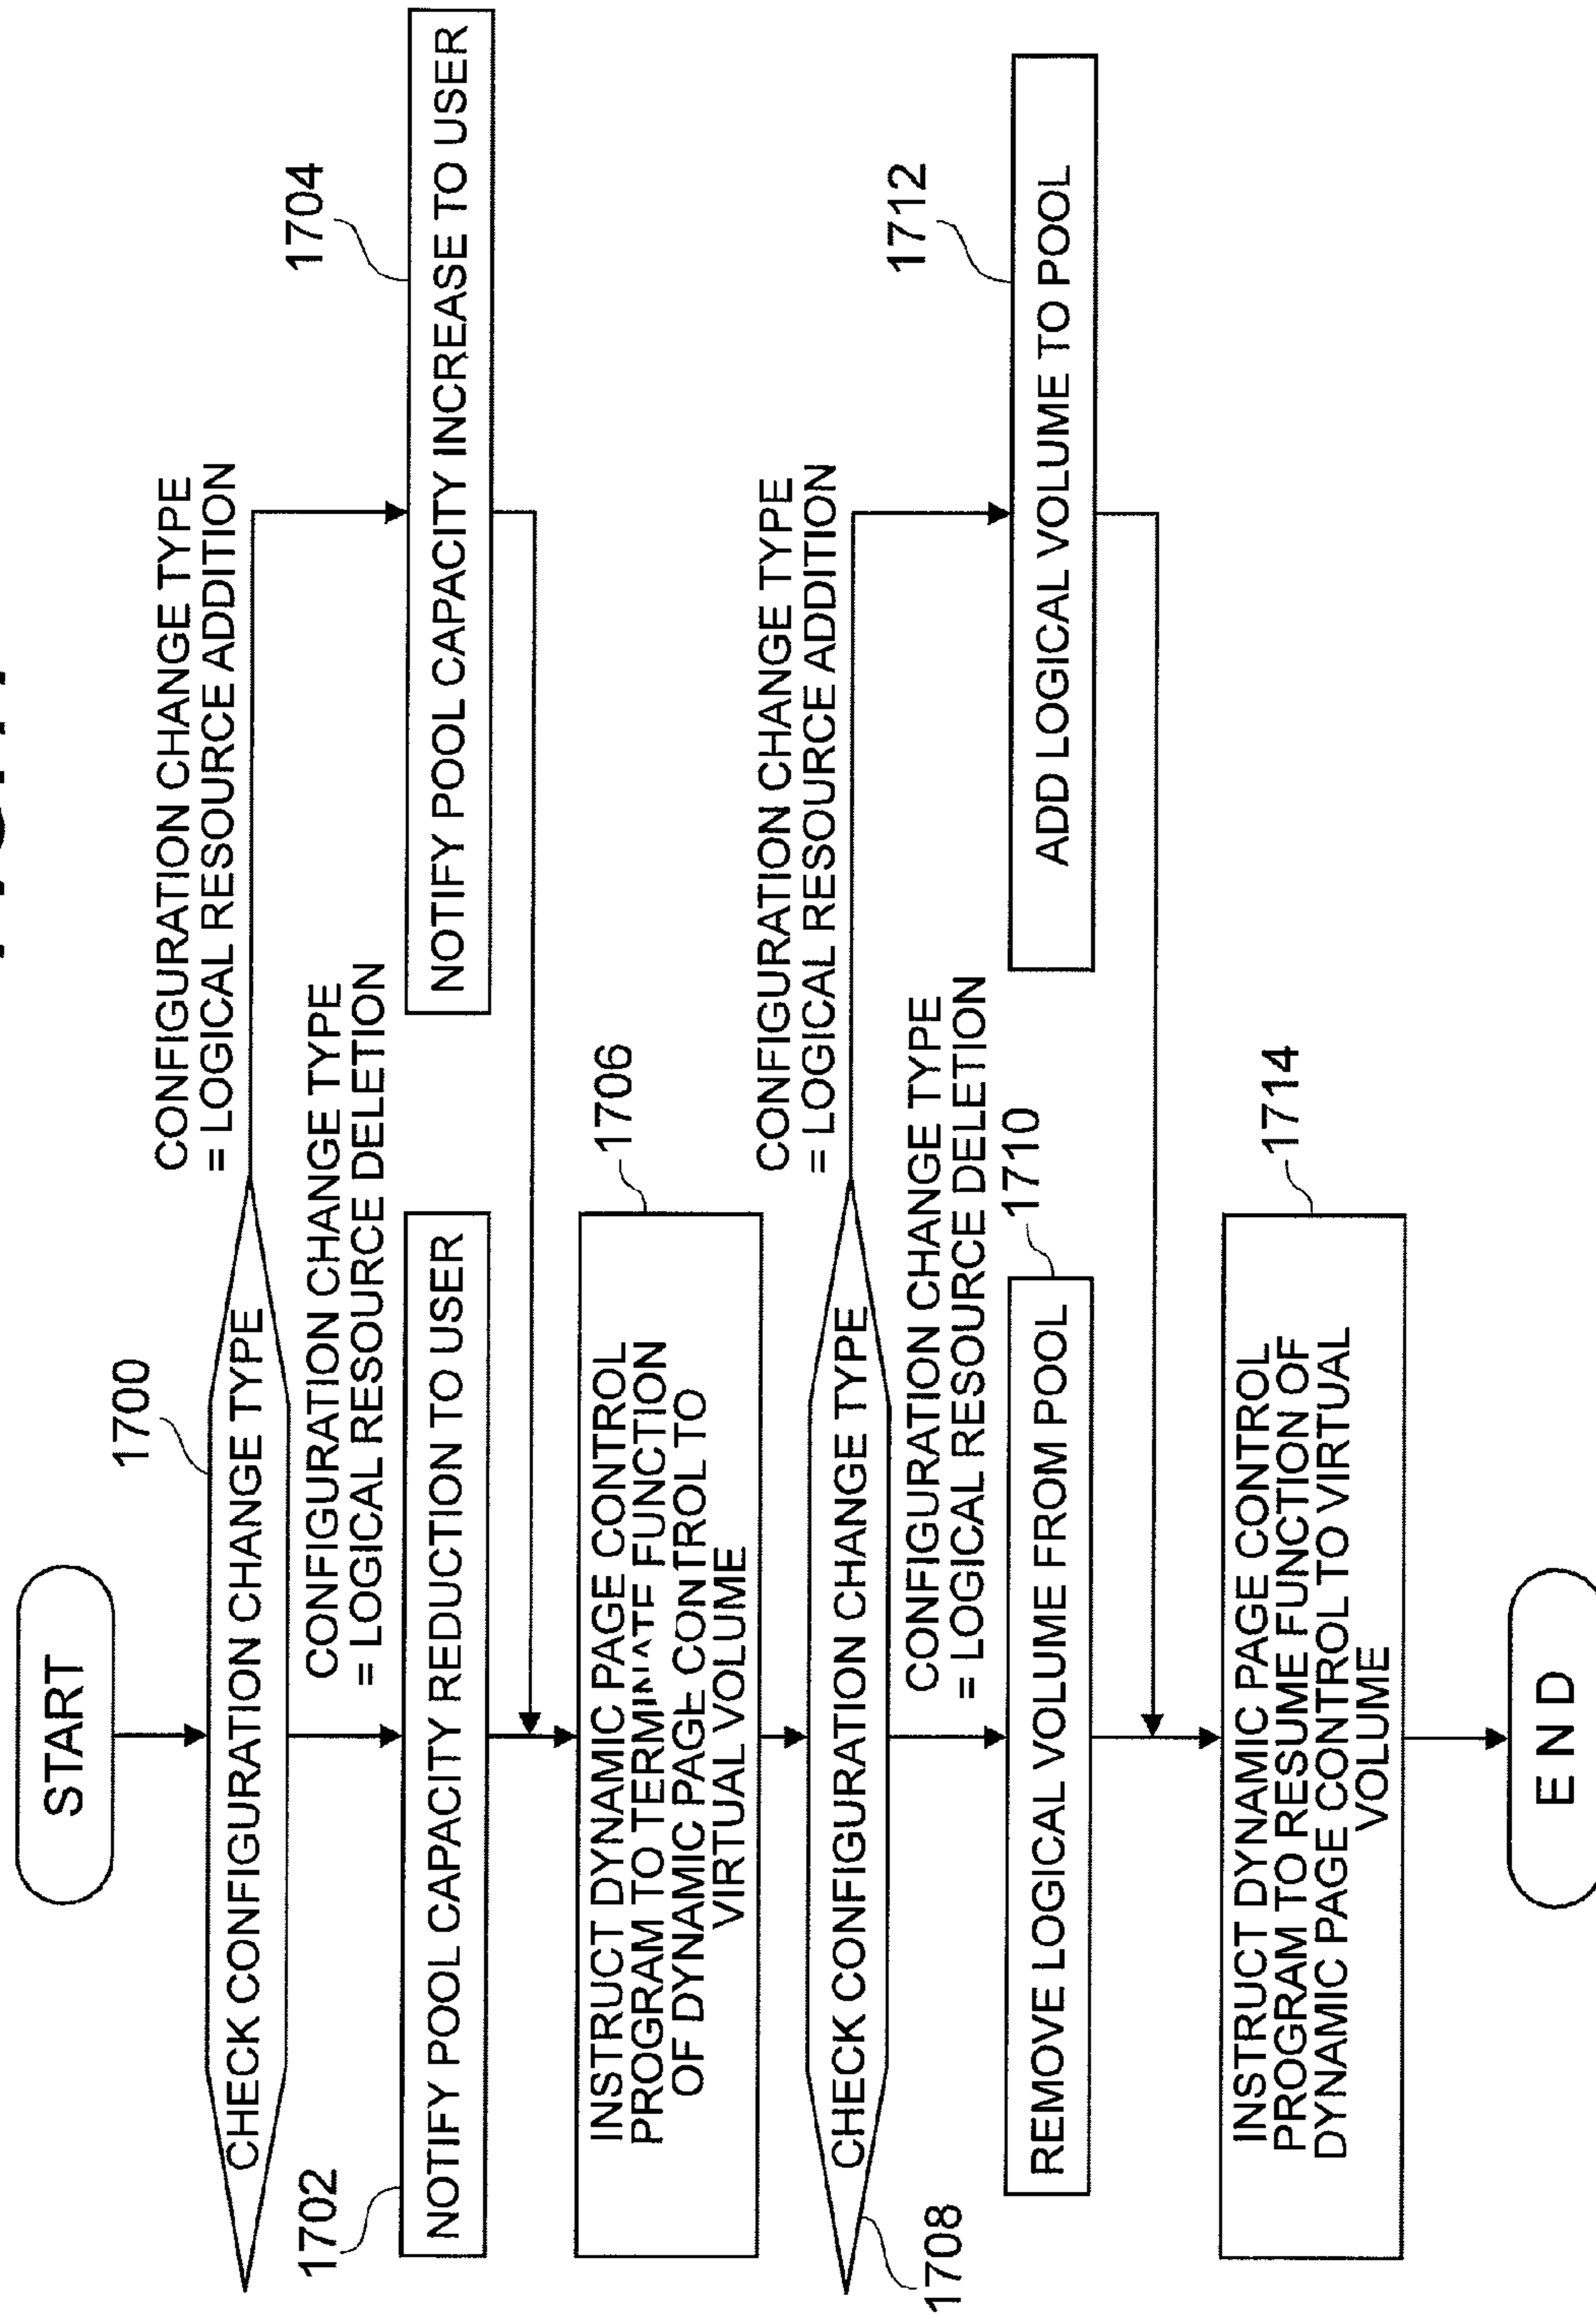 START
1700
CHECK CONFIGURATION CHANGE TYPE
CONFIGURATION CHANGE TYPE
= LOGICAL RESOURCE ADDITION
CONFIGURATION CHANGE TYPE
= LOGICAL RESOURCE DELETION
1702
NOTIFY POOL CAPACITY REDUCTION TO USER
1704
NOTIFY POOL CAPACITY INCREASE TO USER
1706
INSTRUCT DYNAMIC PAGE CONTROL
PROGRAM TO TERMINATE FUNCTION
OF DYNAMIC PAGE CONTROL TO
VIRTUAL VOLUME
1708
CHECK CONFIGURATION CHANGE TYPE
CONFIGURATION CHANGE TYPE
= LOGICAL RESOURCE ADDITION
CONFIGURATION CHANGE TYPE
= LOGICAL RESOURCE DELETION
1710
REMOVE LOGICAL VOLUME FROM POOL
1712
ADD LOGICAL VOLUME TO POOL
1714
INSTRUCT DYNAMIC PAGE CONTROL
PROGRAM TO RESUME FUNCTION OF
DYNAMIC PAGE CONTROL TO VIRTUAL
VOLUME
END